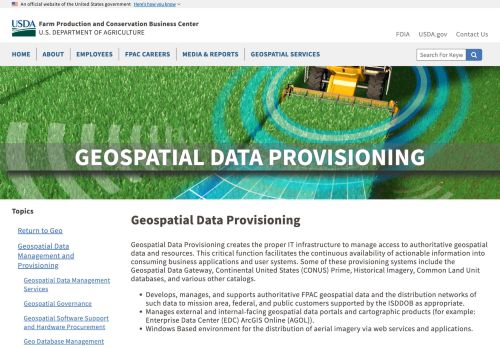 An official website of the United States government Here's how you know
USDA Farm Production and Conservation Business Center
U.S. DEPARTMENT OF AGRICULTURE
FOIA USDA.gov Contact Us
HOME ABOUT EMPLOYEES FPAC CAREERS MEDIA & REPORTS GEOSPATIAL SERVICES
Search For Keyw
GEOSPATIAL DATA PROVISIONING
Topics
Return to Geo
Geospatial Data
Management and
Provisioning
Geospatial Data Management
Services
Geospatial Governance
Geospatial Software Support
and Hardware Procurement
Geo Database Management
Geospatial Data Provisioning
Geospatial Data Provisioning creates the proper IT infrastructure to manage access to authoritative geospatial
data and resources. This critical function facilitates the continuous availability of actionable information into
consuming business applications and user systems. Some of these provisioning systems include the
Geospatial Data Gateway, Continental United States (CONUS) Prime, Historical Imagery, Common Land Unit
databases, and various other catalogs.
• Develops, manages, and supports authoritative FPAC geospatial data and the distribution networks of
such data to mission area, federal, and public customers supported by the ISDDOB as appropriate.
• Manages external and internal-facing geospatial data portals and cartographic products (for example:
Enterprise Data Center (EDC) ArcGIS Online (AGOL)).
• Windows Based environment for the distribution of aerial imagery via web services and applications.